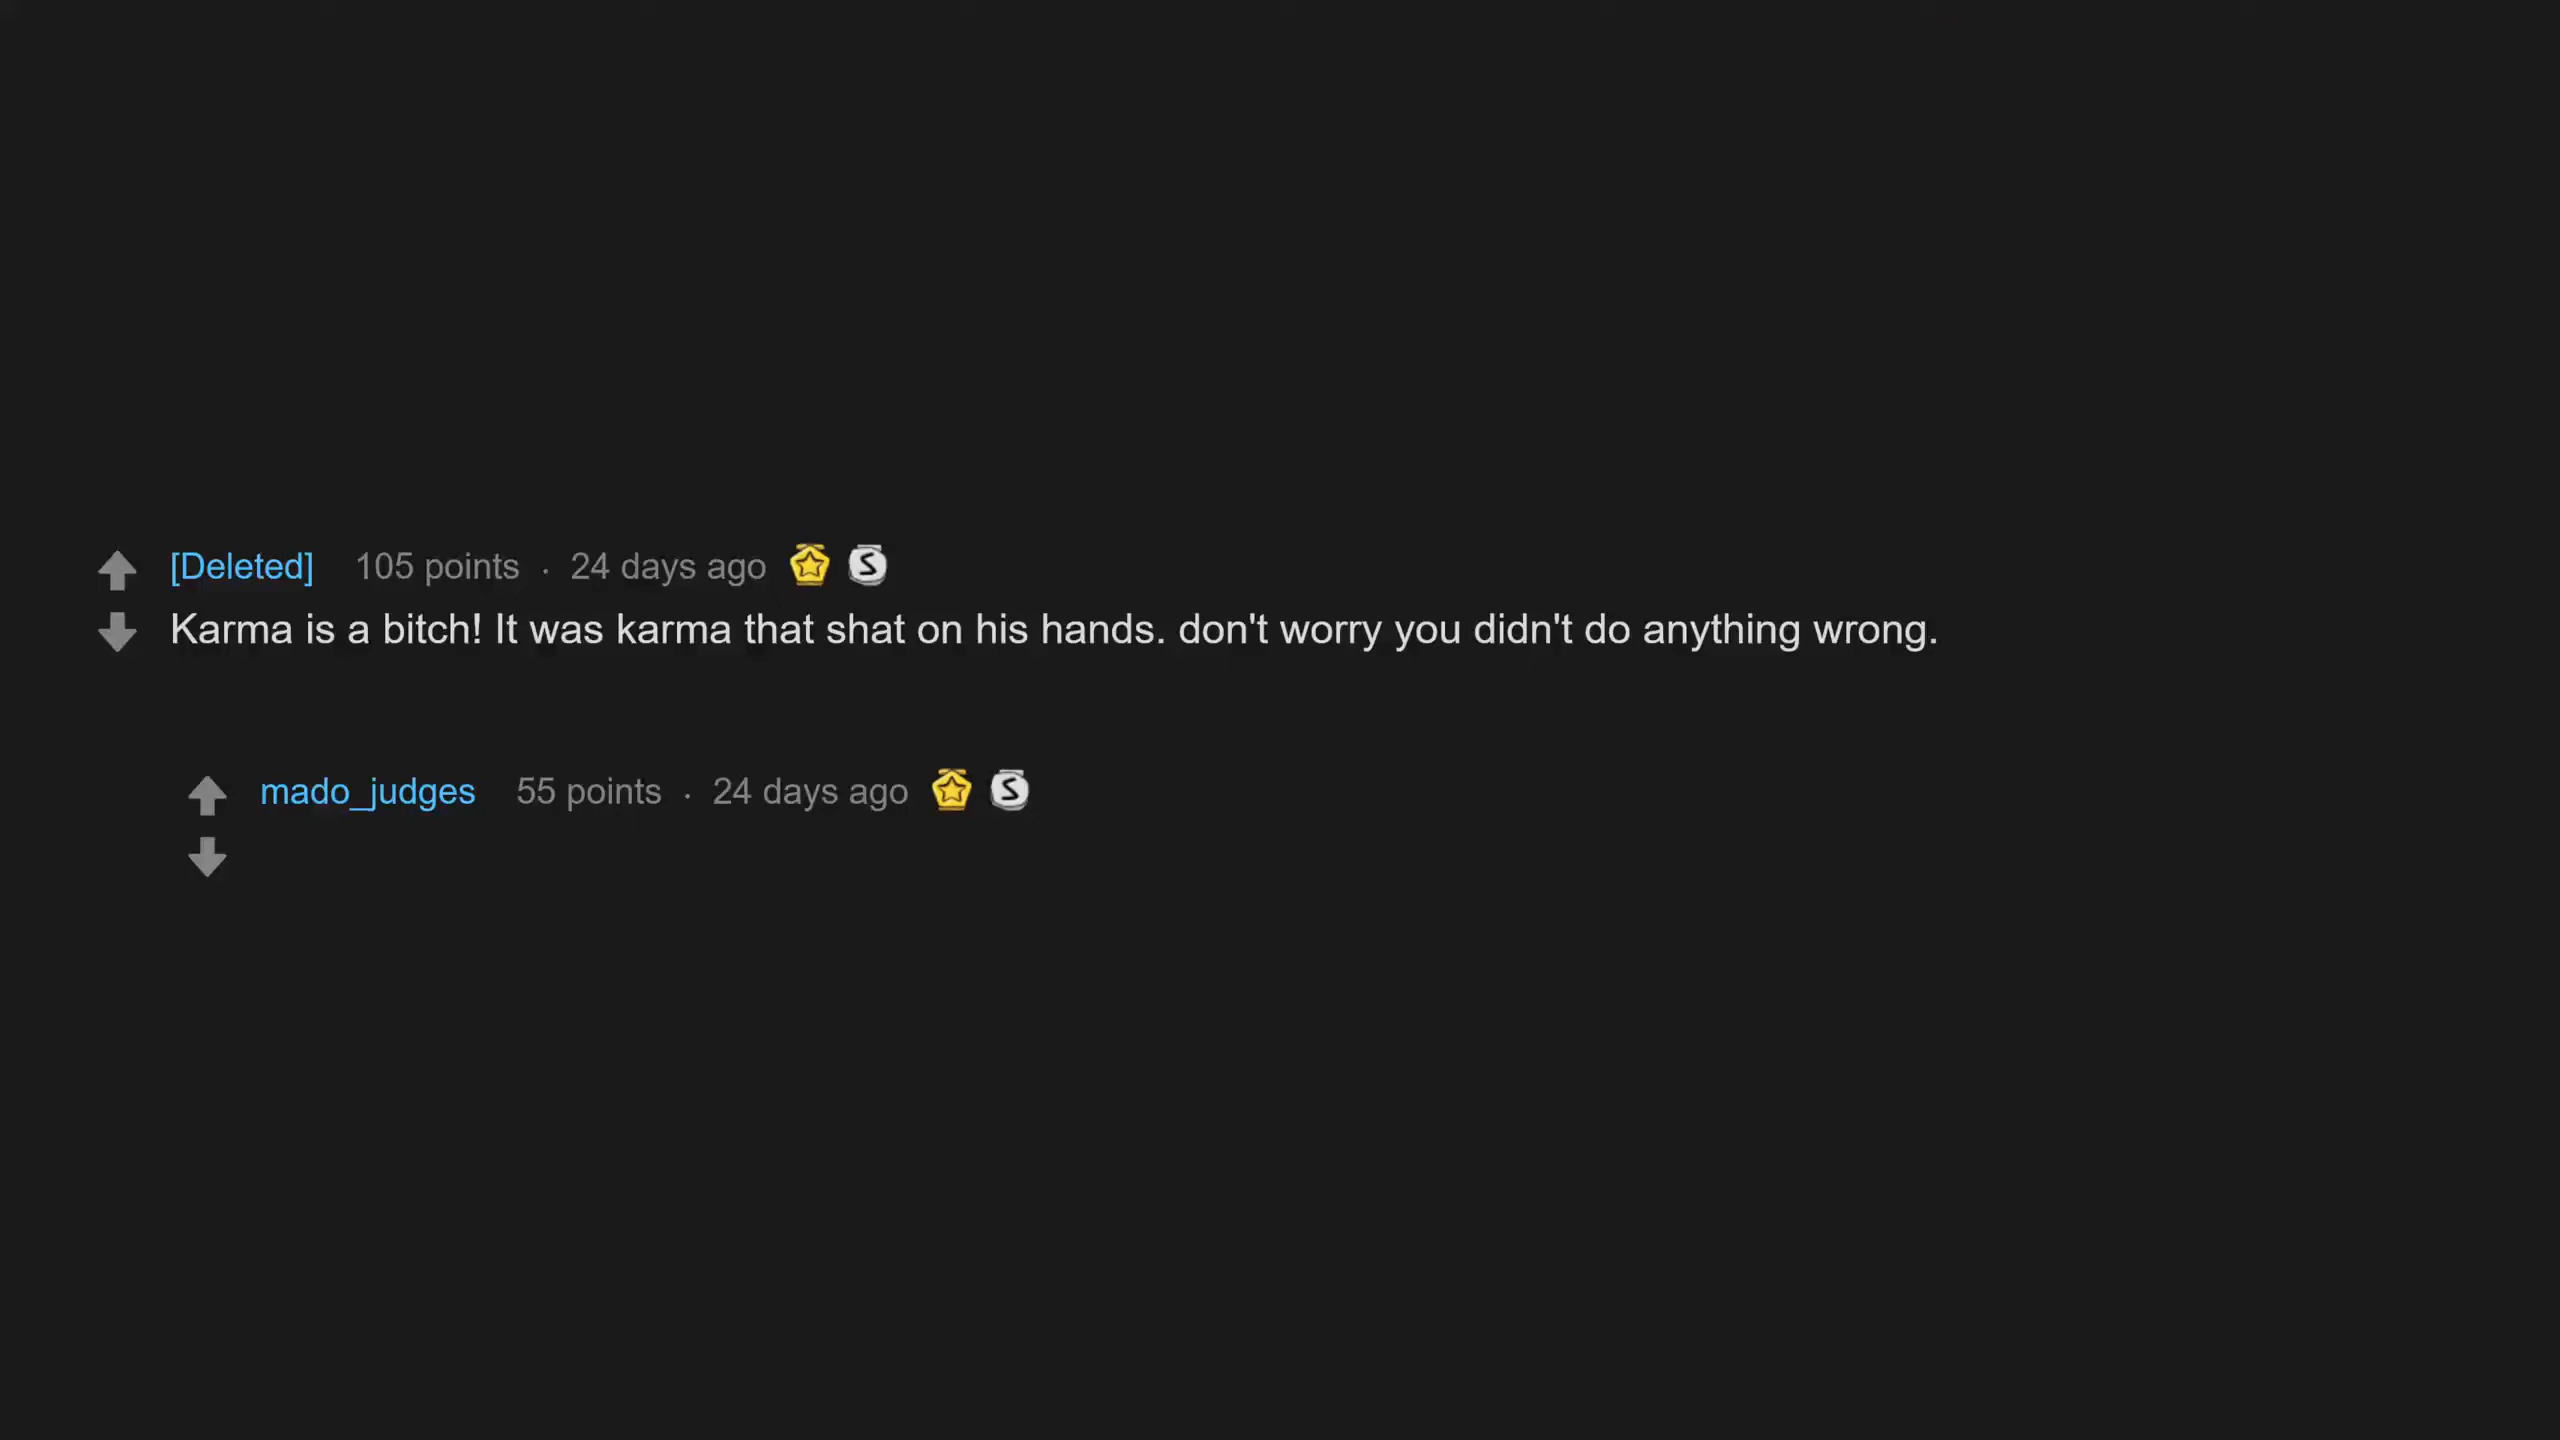 [Deleted] 105 points · 24 days ago S
Karma is a bitch! It was karma that shat on his hands. don't worry you didn't do anything wrong.
mado_judges 55 points · 24 days ago S